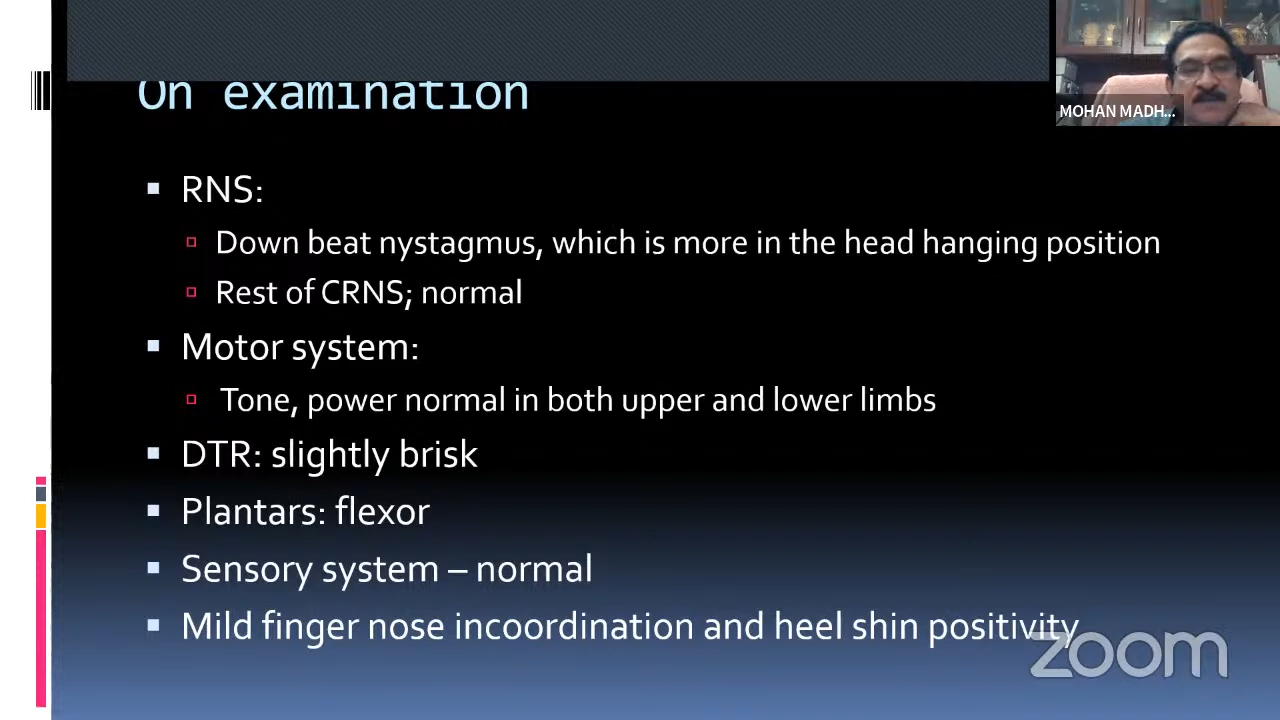 On examination
MOHAN MADH...
RNS:
Down beat nystagmus, which is more in the head hanging position
Rest of CRNS; normal
Motor system:
Tone, power normal in both upper and lower limbs
DTR: slightly brisk
Plantars: flexor
Sensory system – normal
Mild finger nose incoordination and heel shin positivity
zoom